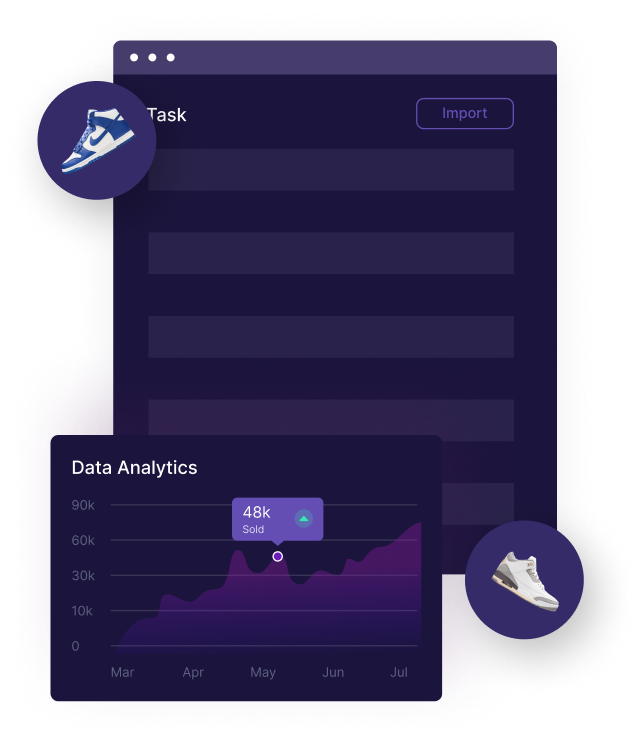 Task
Import
Data Analytics
90k
48k
Sold
60k
30k
10k
0
Mar Apr May Jun Jul